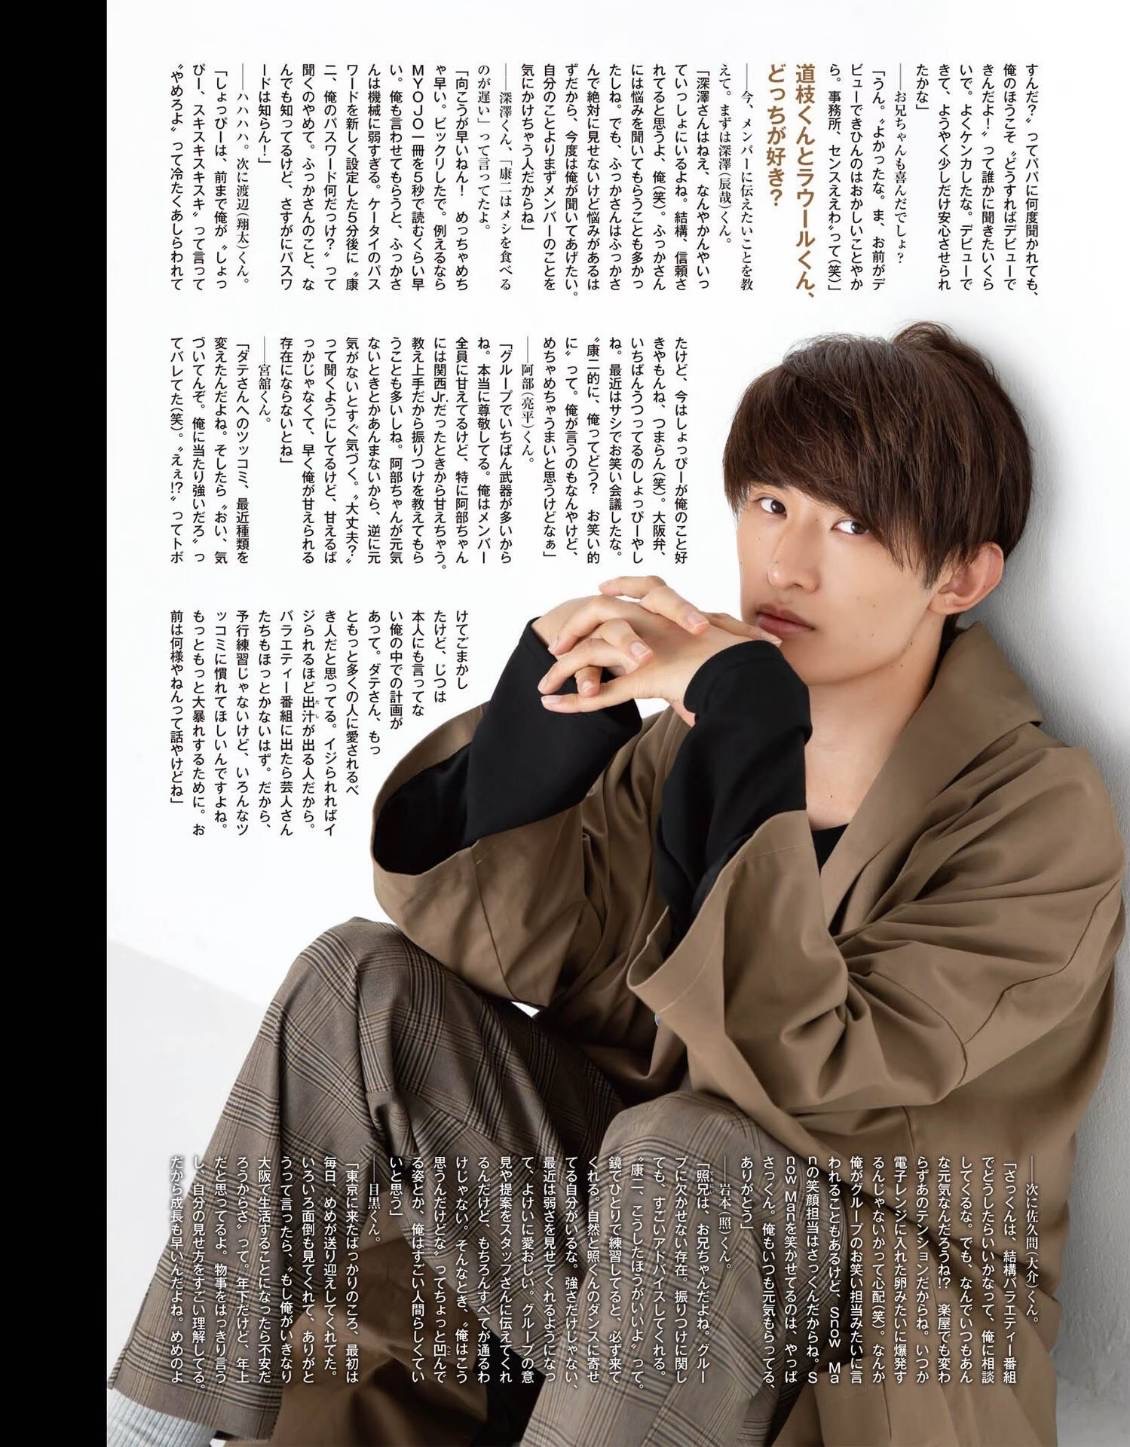 すんだ?〟ってパパに何度聞かれても、
俺のほうこそ〝どうすればデビューで
きんだよ!〟って誰かに聞きたいくら
いで。よくケンカしたな。デビューで
きて、ようやく少しだけ安心させられ
たかな」
――お兄ちゃんも喜んだでしょ?
「うん。〝よかったな。ま、お前がデ
ビューできひんのはおかしいことやか
ら。事務所、センスええわ〟って(笑)」
道枝くんとラウールくん、
どっちが好き?
――今、メンバーに伝えたいことを教
えて。まずは深澤(辰哉)くん。
「深澤さんはねえ、なんやかんやいっ
ていっしょにいるよね。結構、信頼さ
れてると思うよ、俺(笑)。ふっかさん
には悩みを聞いてもらうことも多かっ
たしね。でも、ふっかさんはふっかさ
んで絶対に見せないけど悩みがあるは
ずだから、今度は俺が聞いてあげたい。
自分のことよりまずメンバーのことを
気にかけちゃう人だからね」
――深澤くん、「康二はメシを食べる
のが遅い」って言ってたよ。
「向こうが早いねん! めっちゃめち
ゃ早い。ビックリしたで。例えるなら
MYOJO一冊を5秒で読むくらい早
い。俺も言わせてもらうと、ふっかさ
んは機械に弱すぎる。ケータイのパス
ワードを新しく設定した5分後に〝康
二、俺のパスワード何だっけ?〟って
聞くのやめて。ふっかさんのこと、な
んでも知ってるけど、さすがにパスワ
ードは知らん!」
――ハハハハ。次に渡辺(翔太)くん。
「しょっぴーは、前まで俺が〝しょっ
ぴー、スキスキスキスキ〟って言って
〝やめろよ〟って冷たくあしらわれて
たけど、今はしょっぴーが俺のこと好
きやもんね、つまらん(笑)。大阪弁、
いちばんうつってるのしょっぴーやし
ね。最近はサシでお笑い会議したな。
〝康二的に、俺ってどう? お笑い的
に〟って。俺が言うのもなんやけど、
めちゃめちゃうまいと思うけどなぁ」
――阿部(亮平)くん。
「グループでいちばん武器が多いから
ね。本当に尊敬してる。俺はメンバー
全員に甘えてるけど、特に阿部ちゃん
には関西Jr.だったときから甘えちゃう。
教え上手だから振りつけを教えてもら
うことも多いしね。阿部ちゃんが元気
ないときとかあんまないから、逆に元
気がないとすぐ気づく。〝大丈夫?〟
って聞くようにしてるけど、甘えるば
っかじゃなくて、早く俺が甘えられる
存在にならないとね」
――宮舘くん。
「ダテさんへのツッコミ、最近種類を
変えたんだよね。そしたら〝おい、気
づいてんぞ。俺に当たり強いだろ〟っ
てバレてた(笑)。〝えぇ!?〟ってトボ
けてごまかし
たけど、じつは
本人にも言ってな
い俺の中での計画が
あって。ダテさん、もっ
ともっと多くの人に愛されるべ
き人だと思ってる。イジられればイ
ジられるほど出汁が出る人だから。
バラエティー番組に出たら芸人さん
たちもほっとかないはず。だから、
予行練習じゃないけど、いろんなツ
ッコミに慣れてほしいんですよね。
もっともっと大暴れするために。お
前は何様やねんって話やけどね」
――次に佐久間(大介)くん。
「さっくんは、結構バラエティー番組
でどうしたらいいかなって、俺に相談
してくるな。でも、なんでいつもあん
な元気なんだろうね!? 楽屋でも変わ
らずあのテンションだからね。いつか
電子レンジに入れた卵みたいに爆発す
るんじゃないかって心配(笑)。なんか
俺がグループのお笑い担当みたいに言
われることもあるけど、Snow Ma
nの笑顔担当はさっくんだからね。S
now Manを笑かせてるのは、やっぱ
さっくん。俺もいつも元気もらってる、
ありがとう」
――岩本(照)くん。
「照兄は、お兄ちゃんだよね。グルー
プに欠かせない存在。振りつけに関し
ても、すごいアドバイスしてくれる。
〝康二、こうしたほうがいいよ〟って。
鏡でひとりで練習してると、必ず来て
くれる。自然と照くんのダンスに寄せ
てる自分がいるな。強さだけじゃない、
最近は弱さを見せてくれるようになっ
て、よけいに愛おしい。グループの意
見や提案をスタッフさんに伝えてくれ
るんだけど、もちろんすべてが通るわ
けじゃない。そんなとき、〝俺はこう
思うんだけどな〟ってちょっと凹んで
る姿とか、俺はすごい人間らしくてい
いと思う」
――目黒くん。
「東京に来たばっかりのころ、最初は
毎日、めめが送り迎えしてくれてた。
いろいろ面倒も見てくれて、ありがと
うって言ったら、〝もし俺がいきなり
大阪で生活することになったら不安だ
ろうからさ〟って。年下だけど、年上
だと思ってるよ。物事をはっきり言う
し、自分の見せ方をすごい理解してる。
だから成長も早いんだよね。めめのよ